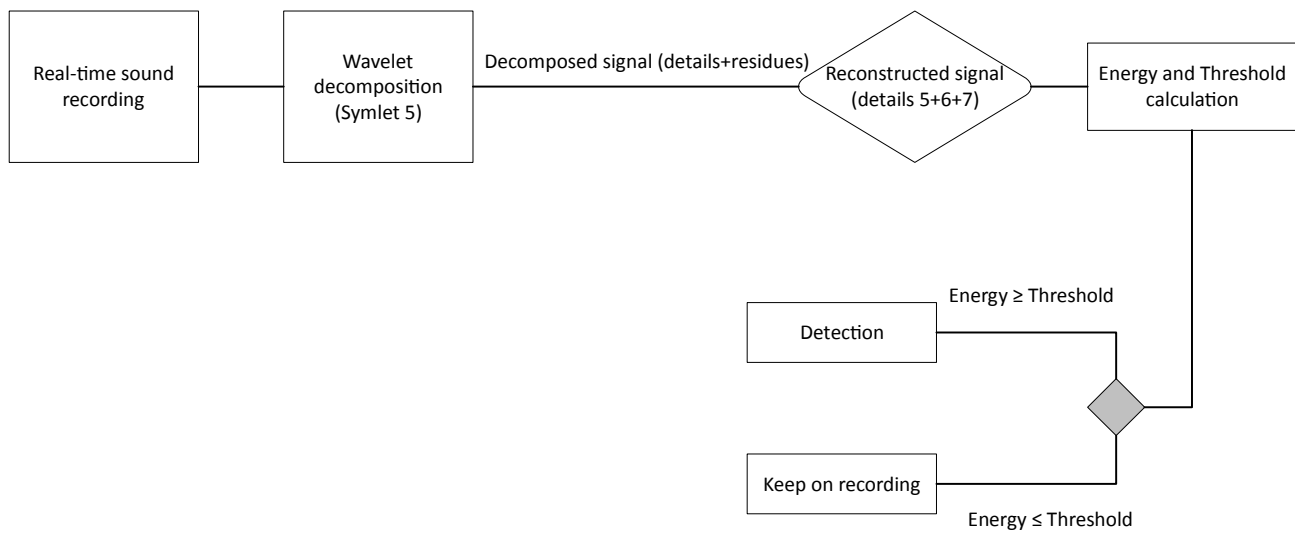 Real-time sound
recording
Wavelet
decomposition
(Symlet 5)
Decomposed signal (details+residues)
Reconstructed signal
(details 5+6+7)
Energy and Threshold
calculation
Energy ≥ Threshold
Detection
Keep on recording
Energy ≤ Threshold